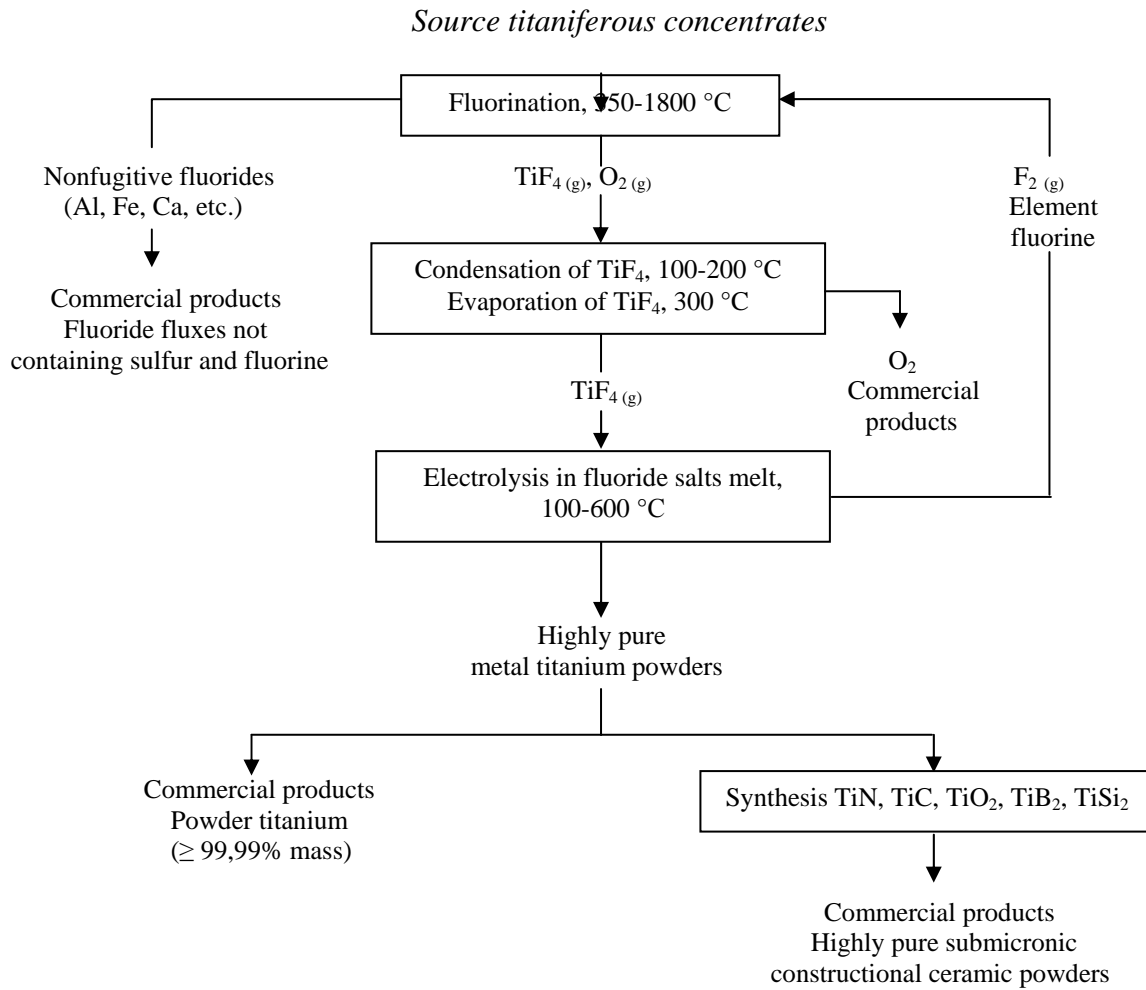 Source titaniferous concentrates
Fluorination, 350-1800 °C
Nonfugitive fluorides
(Al, Fe, Ca, etc.)
TiF₄ (g), O₂ (g)
F₂ (g)
Element
fluorine
Condensation of TiF₄, 100-200 °C
Evaporation of TiF₄, 300 °C
Commercial products
Fluoride fluxes not
containing sulfur and fluorine
O₂
Commercial
products
TiF₄ (g)
Electrolysis in fluoride salts melt,
100-600 °C
Highly pure
metal titanium powders
Commercial products
Powder titanium
(≥ 99,99% mass)
Synthesis TiN, TiC, TiO₂, TiB₂, TiSi₂
Commercial products
Highly pure submicronic
constructional ceramic powders